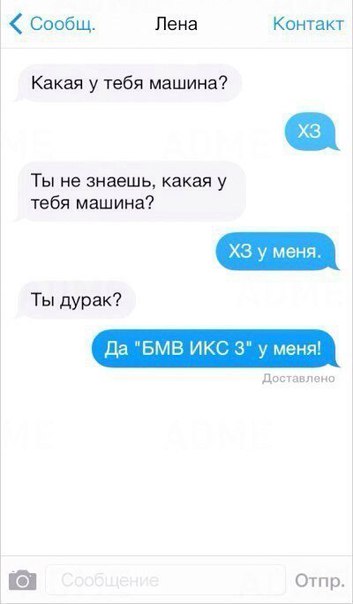 Сообщ.
Лена
Контакт
Какая у тебя машина?
ХЗ
Ты не знаешь, какая у
тебя машина?
ХЗ у меня.
Ты дурак?
Да "БМВ ИКС 3" у меня!
Доставлено
Сообщение
Отпр.